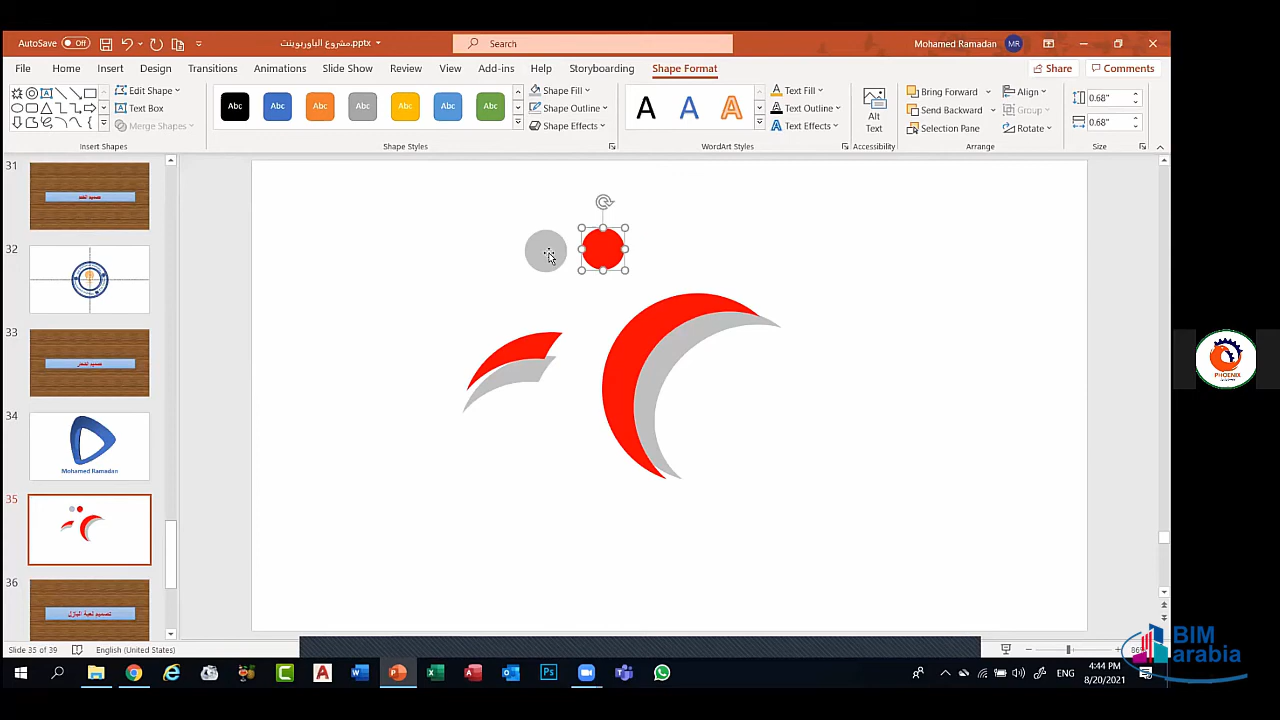 AutoSave Off
مشروع الباوربوينت.pptx
Search
Mohamed Ramadan MR
File Home Insert Design Transitions Animations Slide Show Review View Add-ins Help Storyboarding Shape Format Share Comments
Edit Shape
Text Box
Merge Shapes
Insert Shapes
Abc Abc Abc Abc Abc Abc Abc
Shape Fill
Shape Outline
Shape Effects
Shape Styles
A A A
Text Fill
Text Outline
Text Effects
WordArt Styles
Alt
Text
Accessibility
Bring Forward
Send Backward
Selection Pane
Align
Group
Rotate
Arrange
0.68"
0.68"
Size
31
32
33
34
Mohamed Ramadan
35
36
تصميم لعبة البازل
PHOENIX
Slide 35 of 39 English (United States)
BIM
arabia
ENG
4:44 PM
8/20/2021